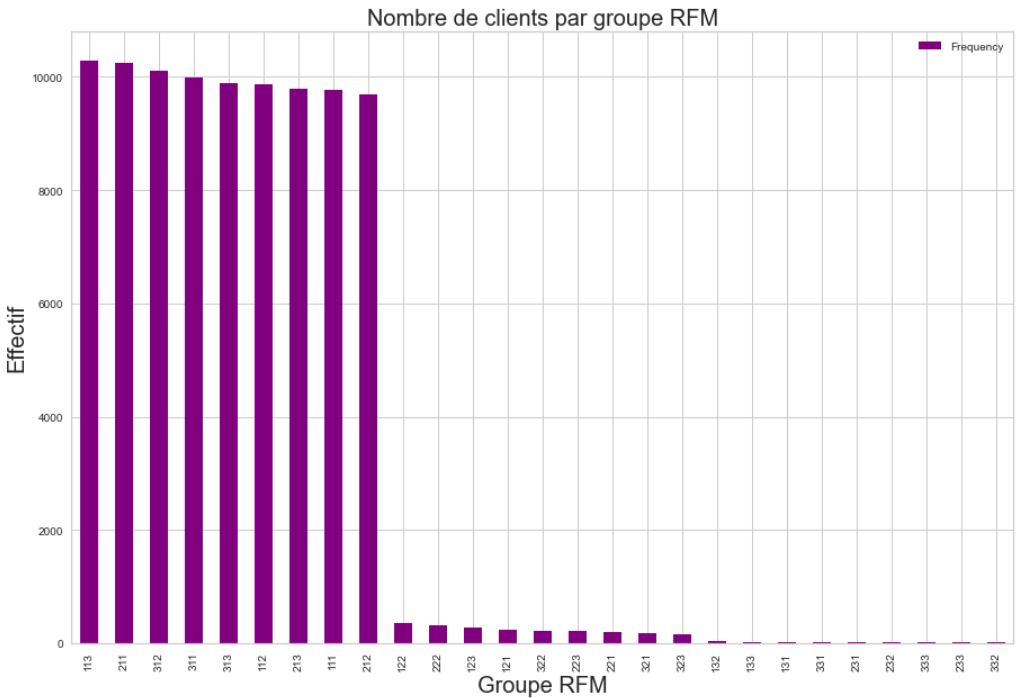 Nombre de clients par groupe RFM
Frequency
10000
8000
6000
4000
2000
0
Effectif
113 211 312 311 313 112 213 111 212 122 222 123 121 322 223 221 321 323 132 133 131 331 231 232 333 233 332
Groupe RFM